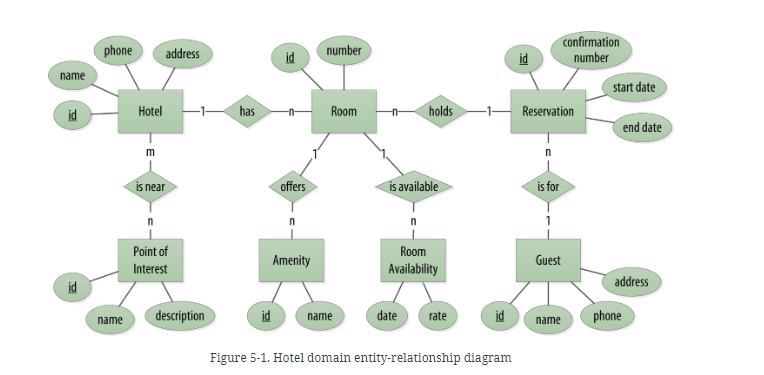 phone
address
name
id
Hotel
1
has
n
id
number
Room
n
holds
1
id
confirmation
number
start date
end date
Reservation
m
is near
n
1
offers
n
1
is available
n
n
is for
1
Point of
Interest
id
name
description
Amenity
id
name
Room
Availability
date
rate
Guest
id
name
phone
address
Figure 5-1. Hotel domain entity-relationship diagram